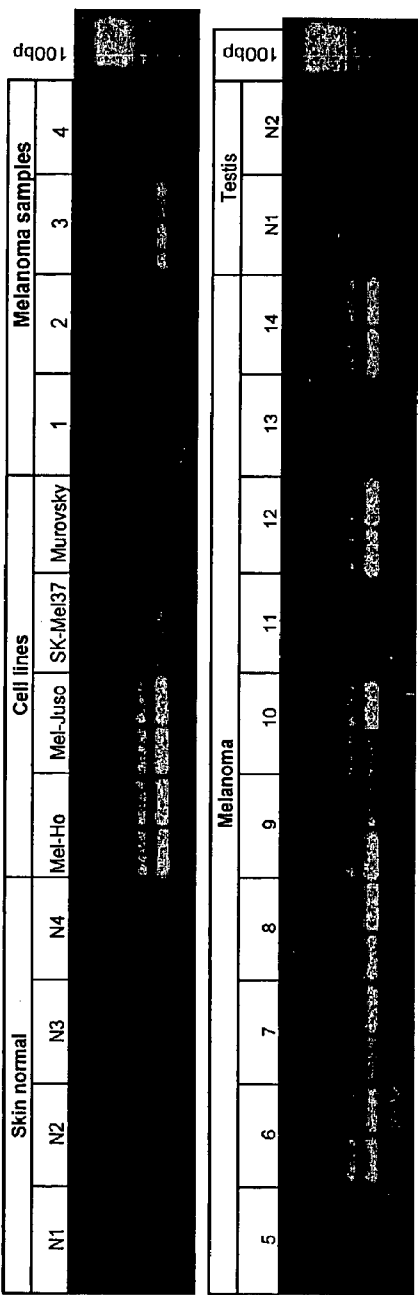 Skin normal Cell lines Melanoma samples 100bp
N1 N2 N3 N4 Mel-Ho Mel-Juso SK-Mel37 Murovsky 1 2 3 4
Melanoma Testis 100bp
5 6 7 8 9 10 11 12 13 14 N1 N2